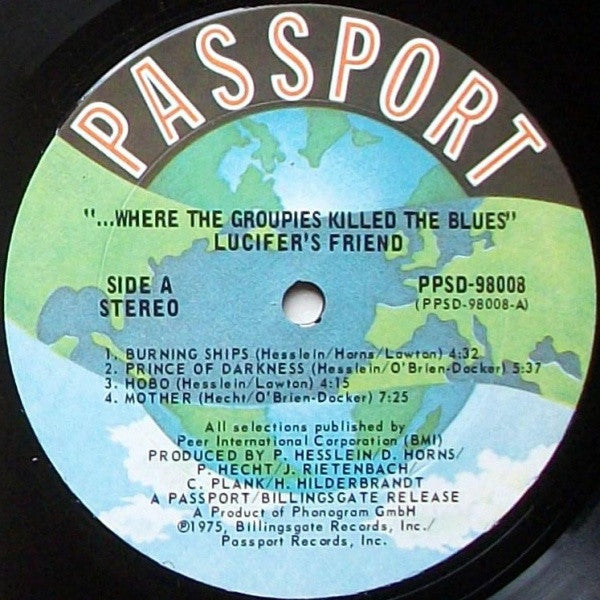 PASSPORT
"...WHERE THE GROUPIES KILLED THE BLUES"
LUCIFER'S FRIEND
SIDE A
STEREO
PPSD-98008
(PPSD-98008-A)
1. BURNING SHIPS (Hesslein/Horns/Lawton) 4:32
2. PRINCE OF DARKNESS (Hesslein/O'Brien-Docker) 5:37
3. HOBO (Hesslein/Lawton) 4:15
4. MOTHER (Hecht/O'Brien-Docker) 7:25
All selections published by
Peer International Corporation (BMI)
PRODUCED BY P. HESSLEIN/D. HORNS/
P. HECHT/J. RIETENBACH/
C. PLANK/H. HILDERBRANDT
A PASSPORT/BILLINGSGATE RELEASE
A Product of Phonogram GmbH
℗1975, Billingsgate Records, Inc./
Passport Records, Inc.